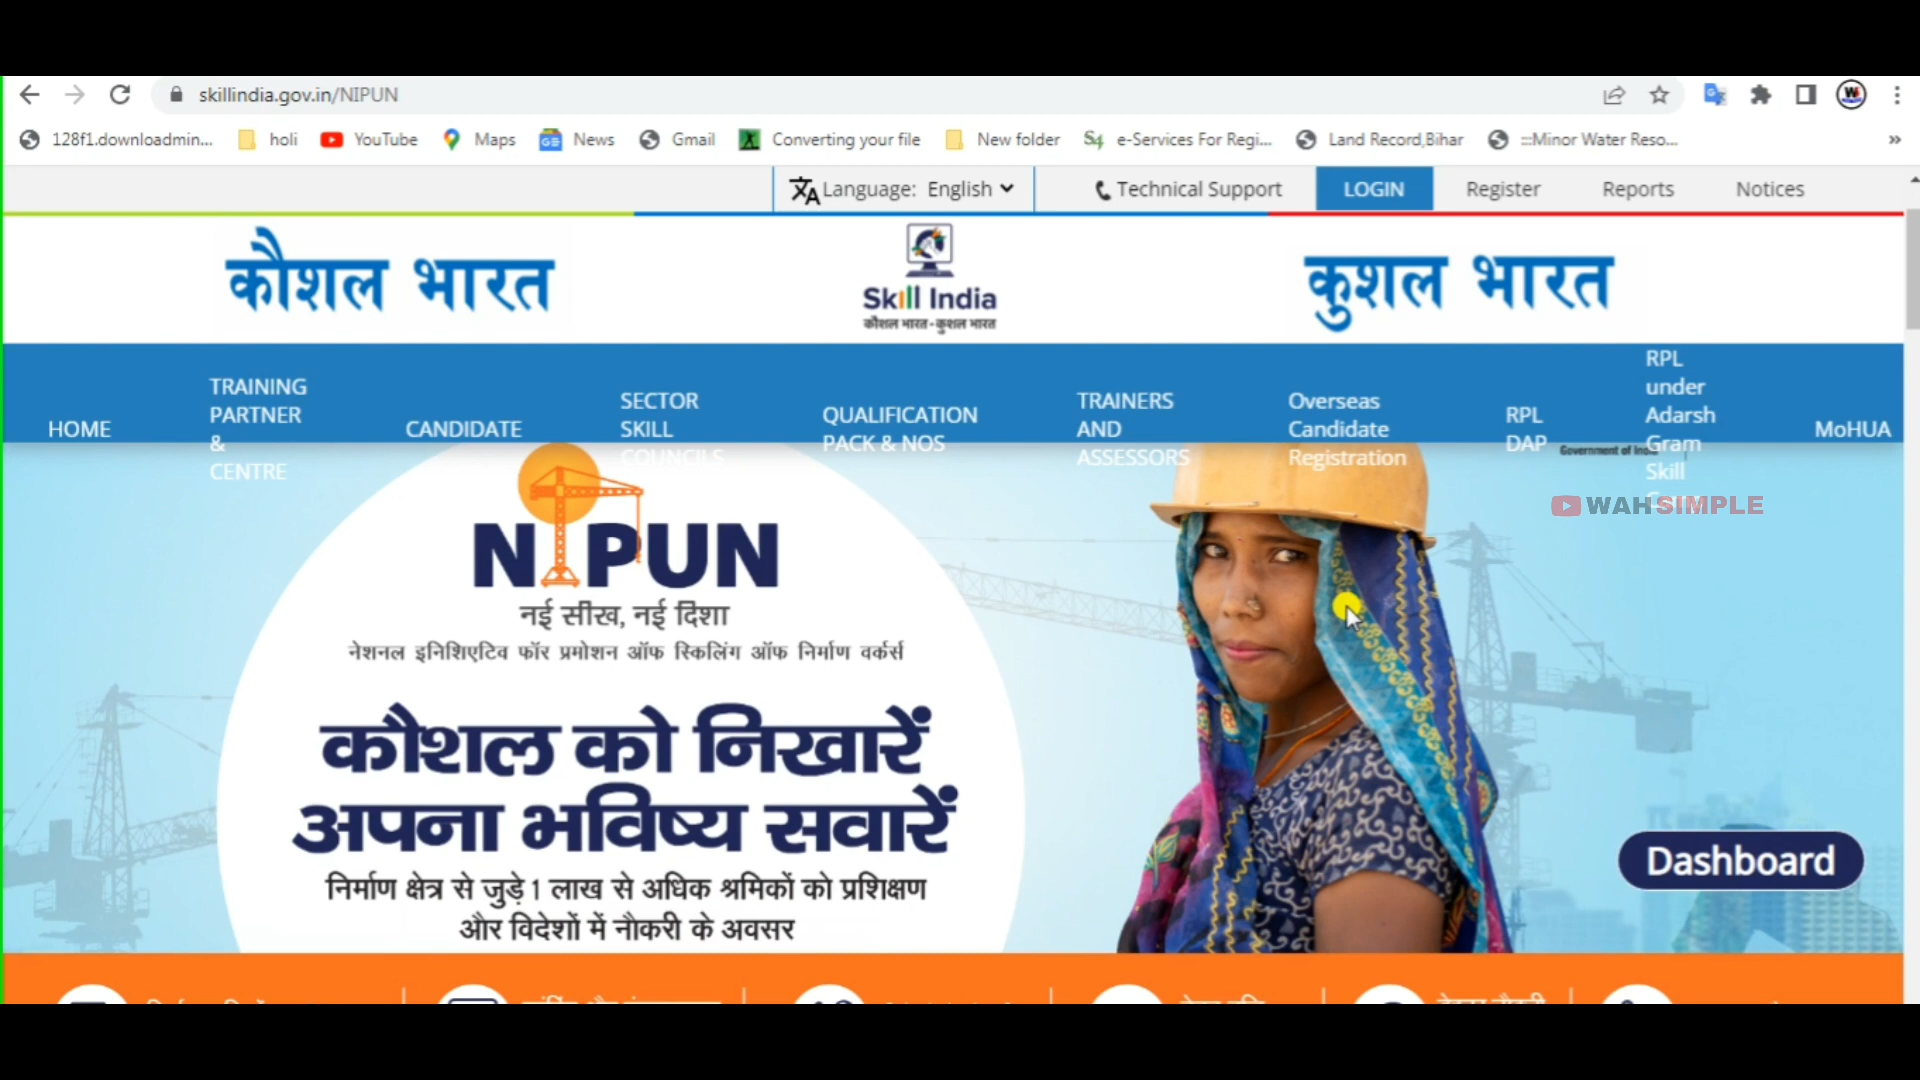 skillindia.gov.in/NIPUN
128f1.downloadmin... holi YouTube Maps News Gmail Converting your file New folder e-Services For Regi... Land Record,Bihar :::Minor Water Reso... »
Language: English Technical Support LOGIN Register Reports Notices
कौशल भारत
Skill India
कौशल भारत - कुशल भारत
कुशल भारत
HOME
TRAINING
PARTNER
&
CENTRE
CANDIDATE
SECTOR
SKILL
COUNCILS
QUALIFICATION
PACK & NOS
TRAINERS
AND
ASSESSORS
Overseas
Candidate
Registration
RPL
DAP
RPL
under
Adarsh
Gram
Skill
MoHUA
Government of India
WAHSIMPLE
NIPUN
नई सीख, नई दिशा
नेशनल इनिशिएटिव फॉर प्रमोशन ऑफ स्किलिंग ऑफ निर्माण वर्कर्स
कौशल को निखारें
अपना भविष्य सवारें
निर्माण क्षेत्र से जुड़े 1 लाख से अधिक श्रमिकों को प्रशिक्षण
और विदेशों में नौकरी के अवसर
Dashboard